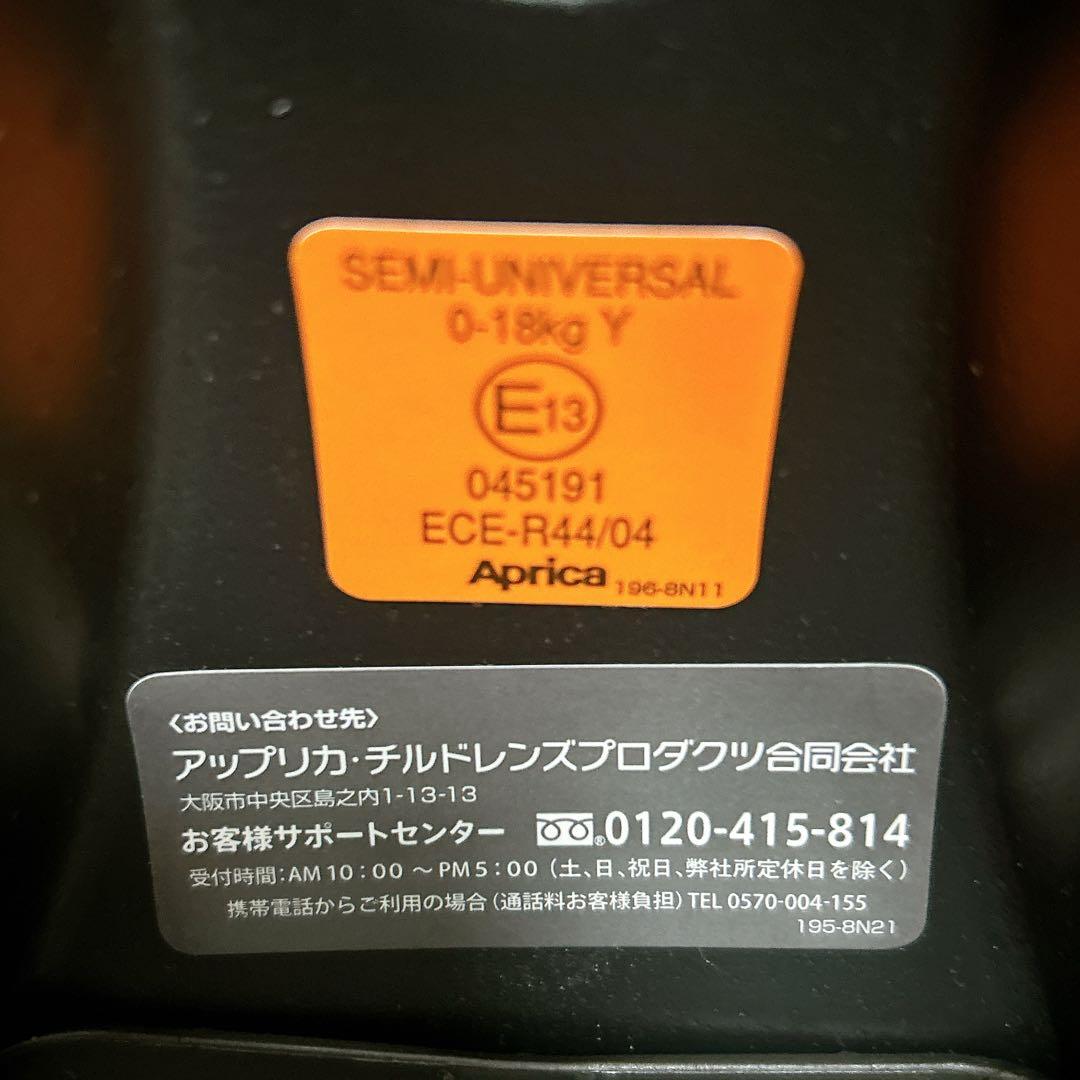 SEMI-UNIVERSAL
0-18kg Y
E13
045191
ECE-R44/04
Aprica 196-8N11
〈お問い合わせ先〉
アップリカ・チルドレンズプロダクツ合同会社
大阪市中央区島之内1-13-13
お客様サポートセンター ®0120-415-814
受付時間:AM 10:00 ～PM 5:00 (土、日、祝日、弊社所定休日を除く)
携帯電話からご利用の場合(通話料お客様負担) TEL 0570-004-155
195-8N21